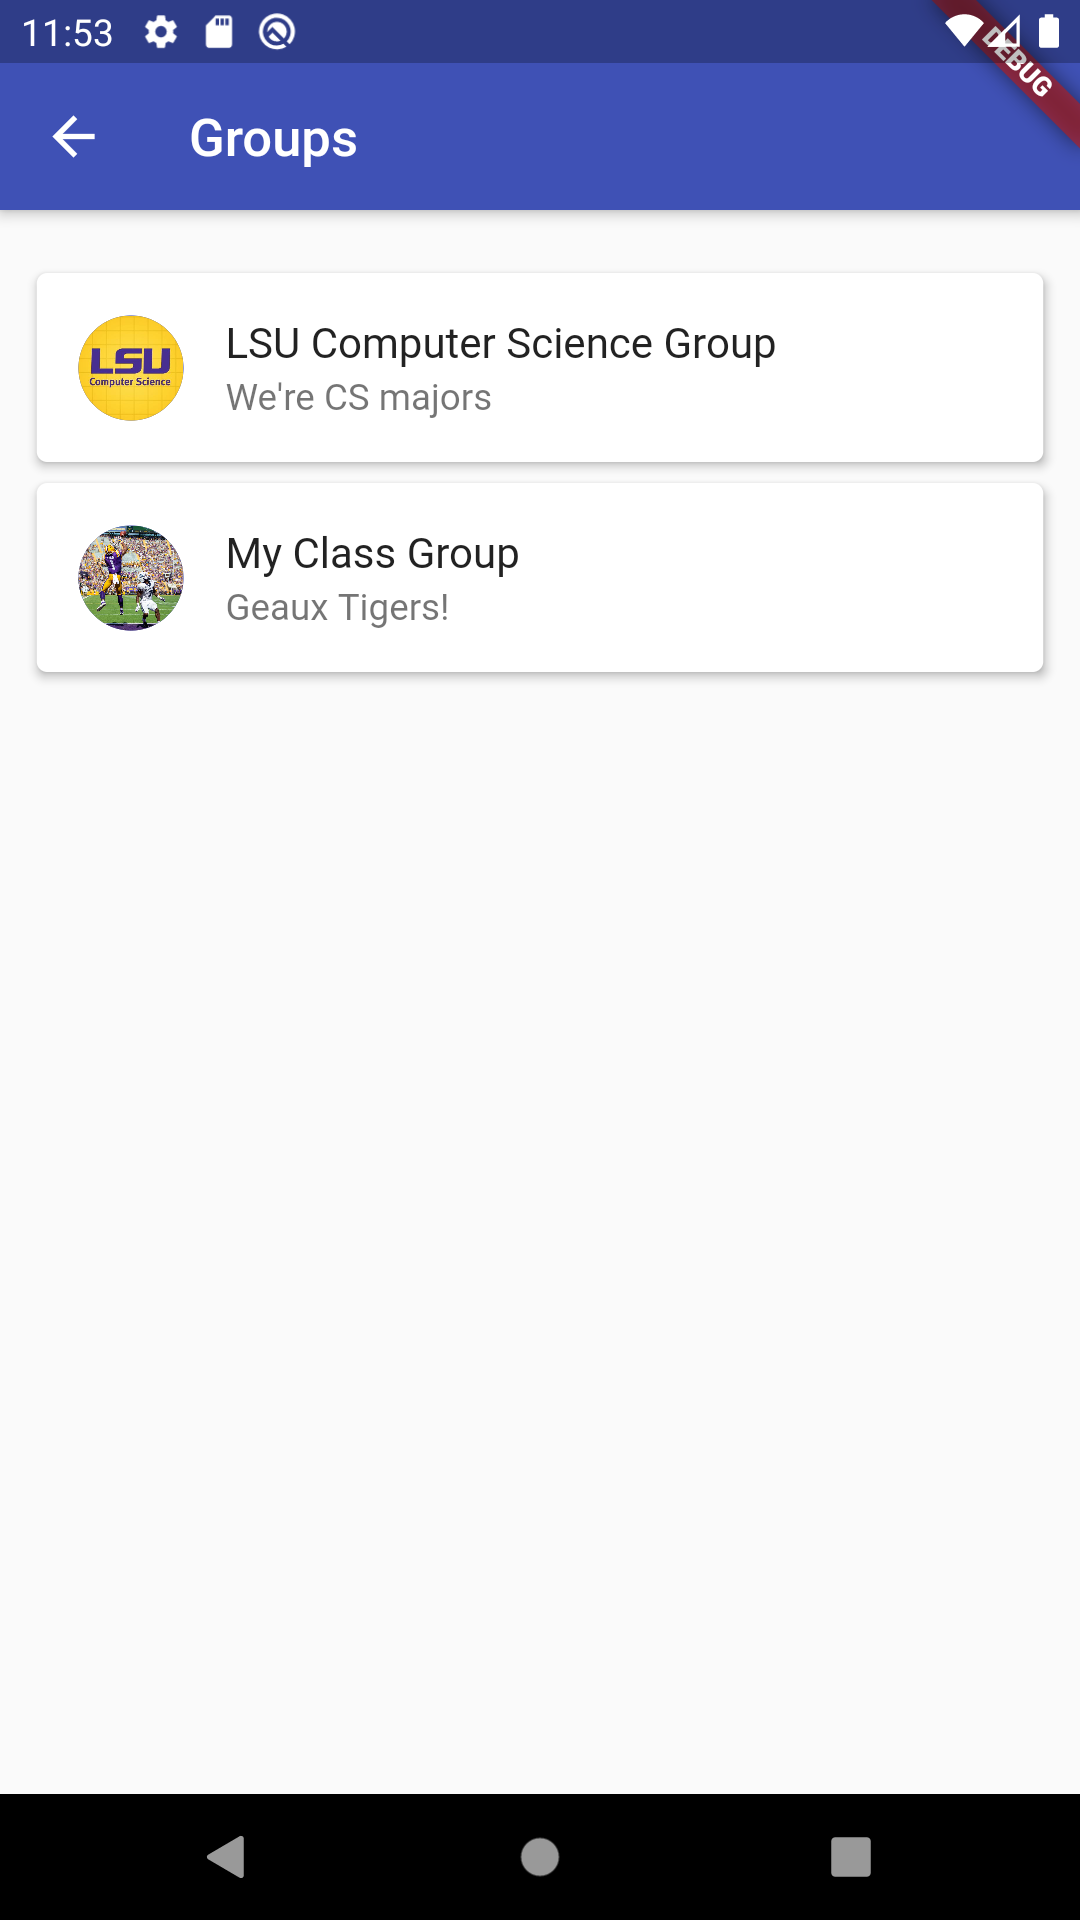 11:53
DEBUG
Groups
LSU
Computer Science
LSU Computer Science Group
We're CS majors
My Class Group
Geaux Tigers!